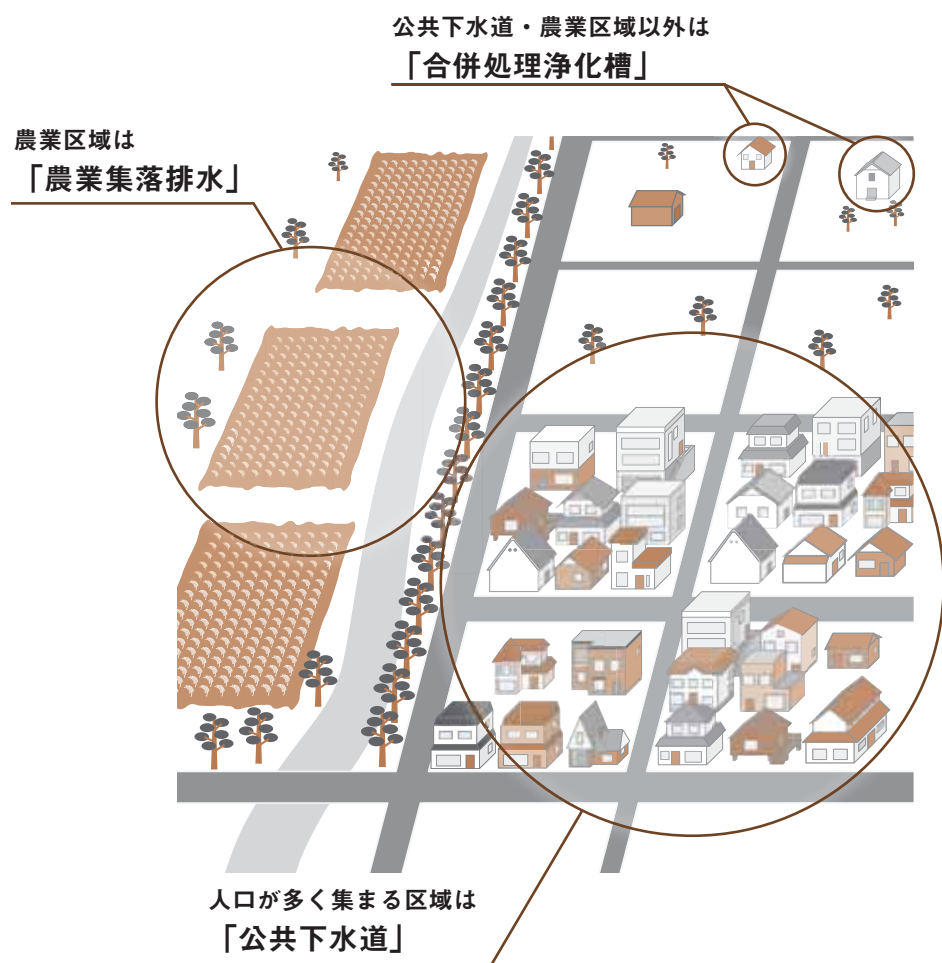 公共下水道・農業区域以外は
「合併処理浄化槽」
農業区域は
「農業集落排水」
人口が多く集まる区域は
「公共下水道」